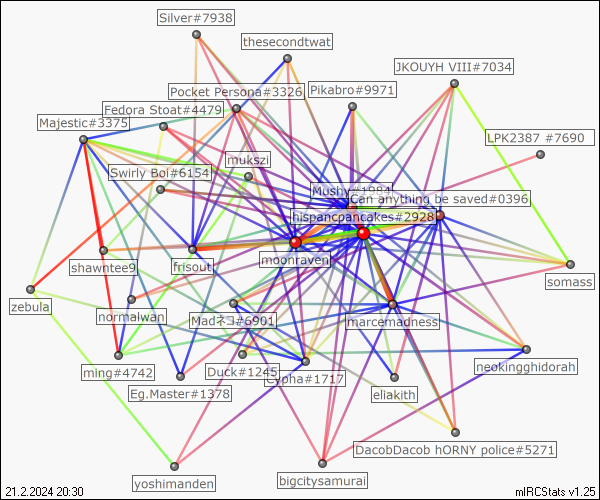 Silver#7938
thesecondtwat
JKOUYH VIII#7034
Pocket Persona#3326
Pikabro#9971
Fedora Stoat#4479
Majestic#3375
LPK2387 #7690
mukszi
Swirly Boi#6154
Mushy#1984
Can anything be saved#0396
hispancpancakes#2928
moonraven
shawntee9
frisout
somass
zebula
normalwan
Madネコ#6901
marcemadness
ming#4742
Duck#1245
Cypha#1717
neokingghidorah
Eg.Master#1378
eliakith
DacobDacob hORNY police#5271
yoshimanden
bigcitysamurai
21.2.2024 20:30
mIRCStats v1.25